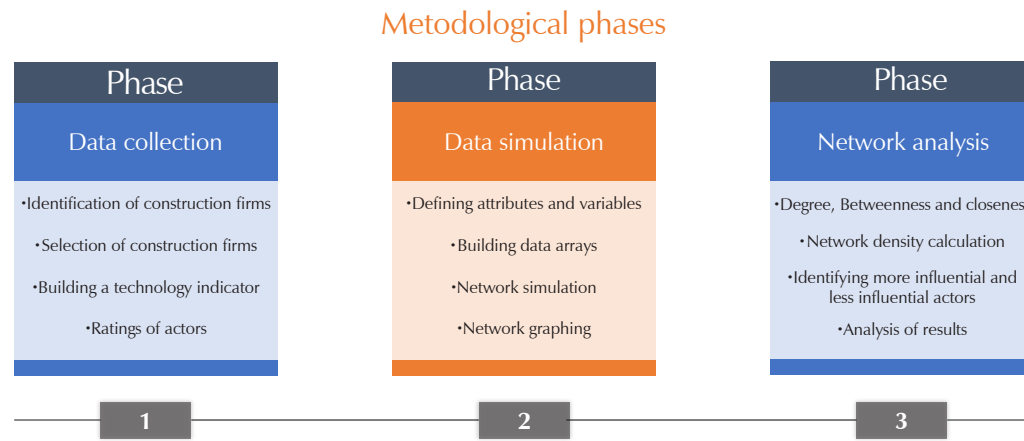 Metodological phases
Phase
Data collection
•Identification of construction firms
•Selection of construction firms
•Building a technology indicator
•Ratings of actors
1
Phase
Data simulation
•Defining attributes and variables
•Building data arrays
•Network simulation
•Network graphing
2
Phase
Network analysis
•Degree, Betweenness and closenes
•Network density calculation
•Identifying more influential and
less influential actors
•Analysis of results
3